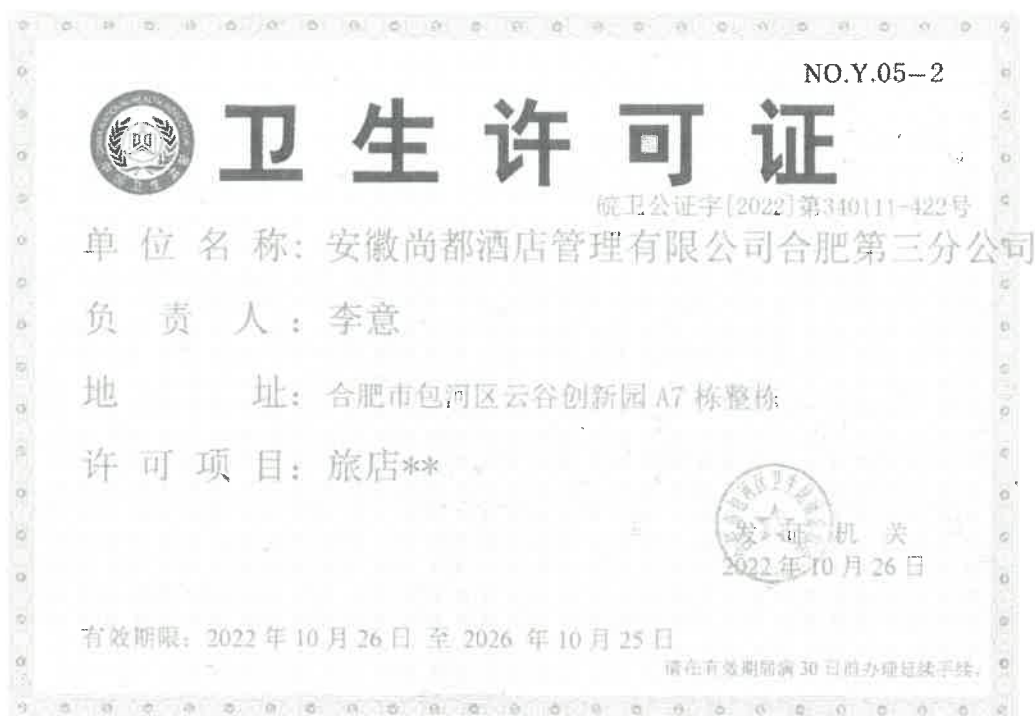 NO.Y.05-2
卫生许可证
皖卫公证字[2022]第340111-422号
单位名称：安徽尚都酒店管理有限公司合肥第三分公司
负责人：李意
地址：合肥市包河区云谷创新园 A7 栋整栋
许可项目：旅店**
发证机关
2022年10月26日
有效期限：2022年10月26日 至 2026年10月25日
请在有效期届满30日前办理延续手续。